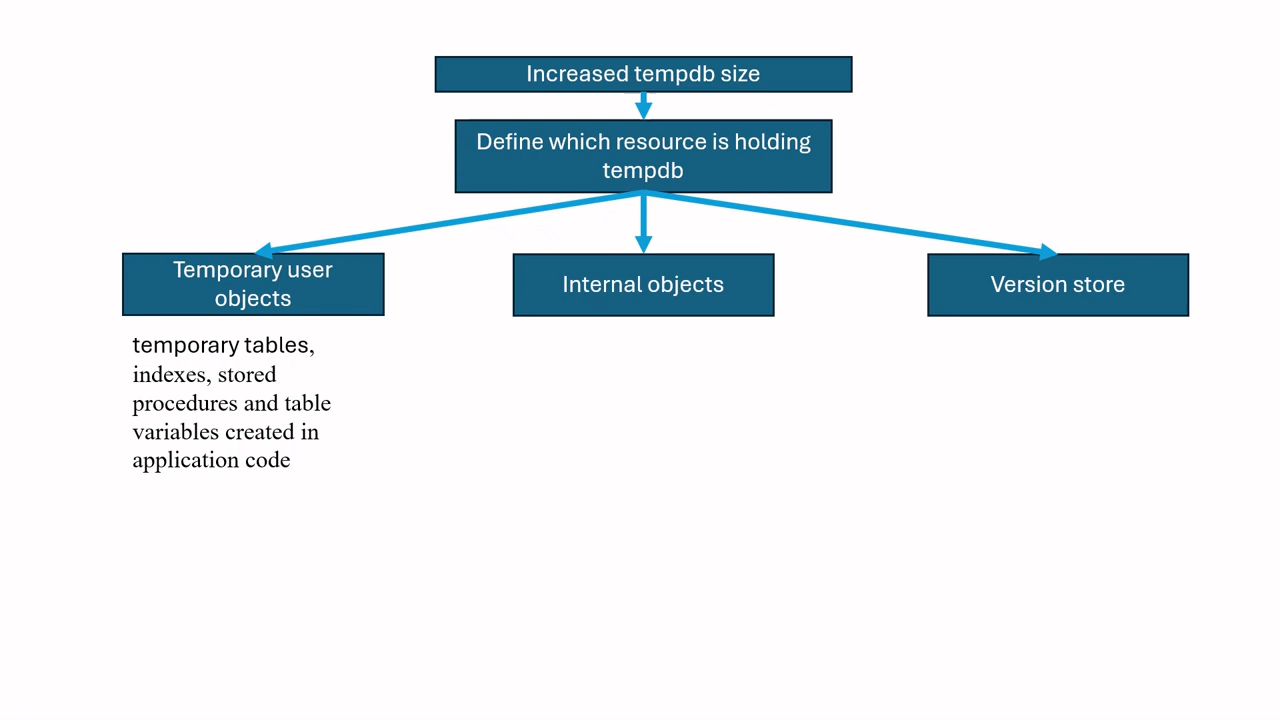 Increased tempdb size
Define which resource is holding
tempdb
Temporary user
objects
Internal objects
Version store
temporary tables,
indexes, stored
procedures and table
variables created in
application code